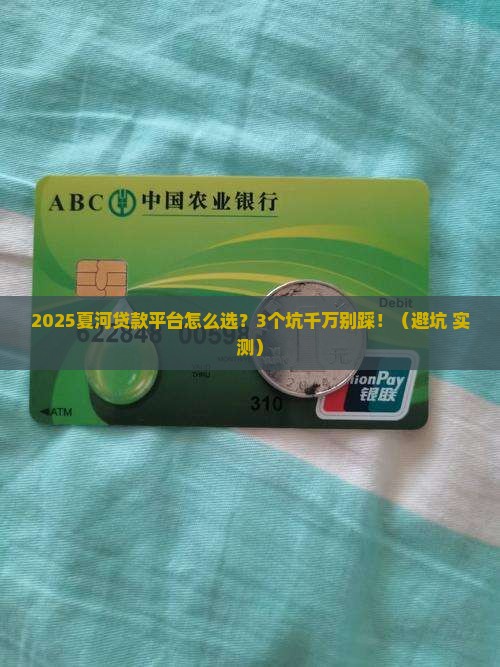 ABC 中国农业银行
Debit
2025夏河贷款平台怎么选？3个坑千万别踩！（避坑 实
测）
ATM
310
UnionPay
银联